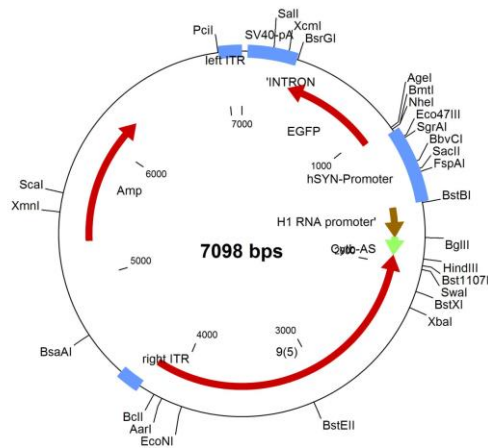 SalI
PciI
SV40-pA
XcmI
BsrGI
left ITR
'INTRON
7000
AgeI
BmtI
NheI
Eco47III
SgrAI
BbvCI
SacII
FspAI
EGFP
1000
hSYN-Promoter
BstBI
ScaI
XmnI
Amp
6000
H1 RNA promoter'
BglII
7098 bps
5000
HindIII
Bst1107I
SwaI
BstXI
XbaI
BsaAI
right ITR
4000
3000
9(5)
BclI
AarI
EcoNI
BstEII